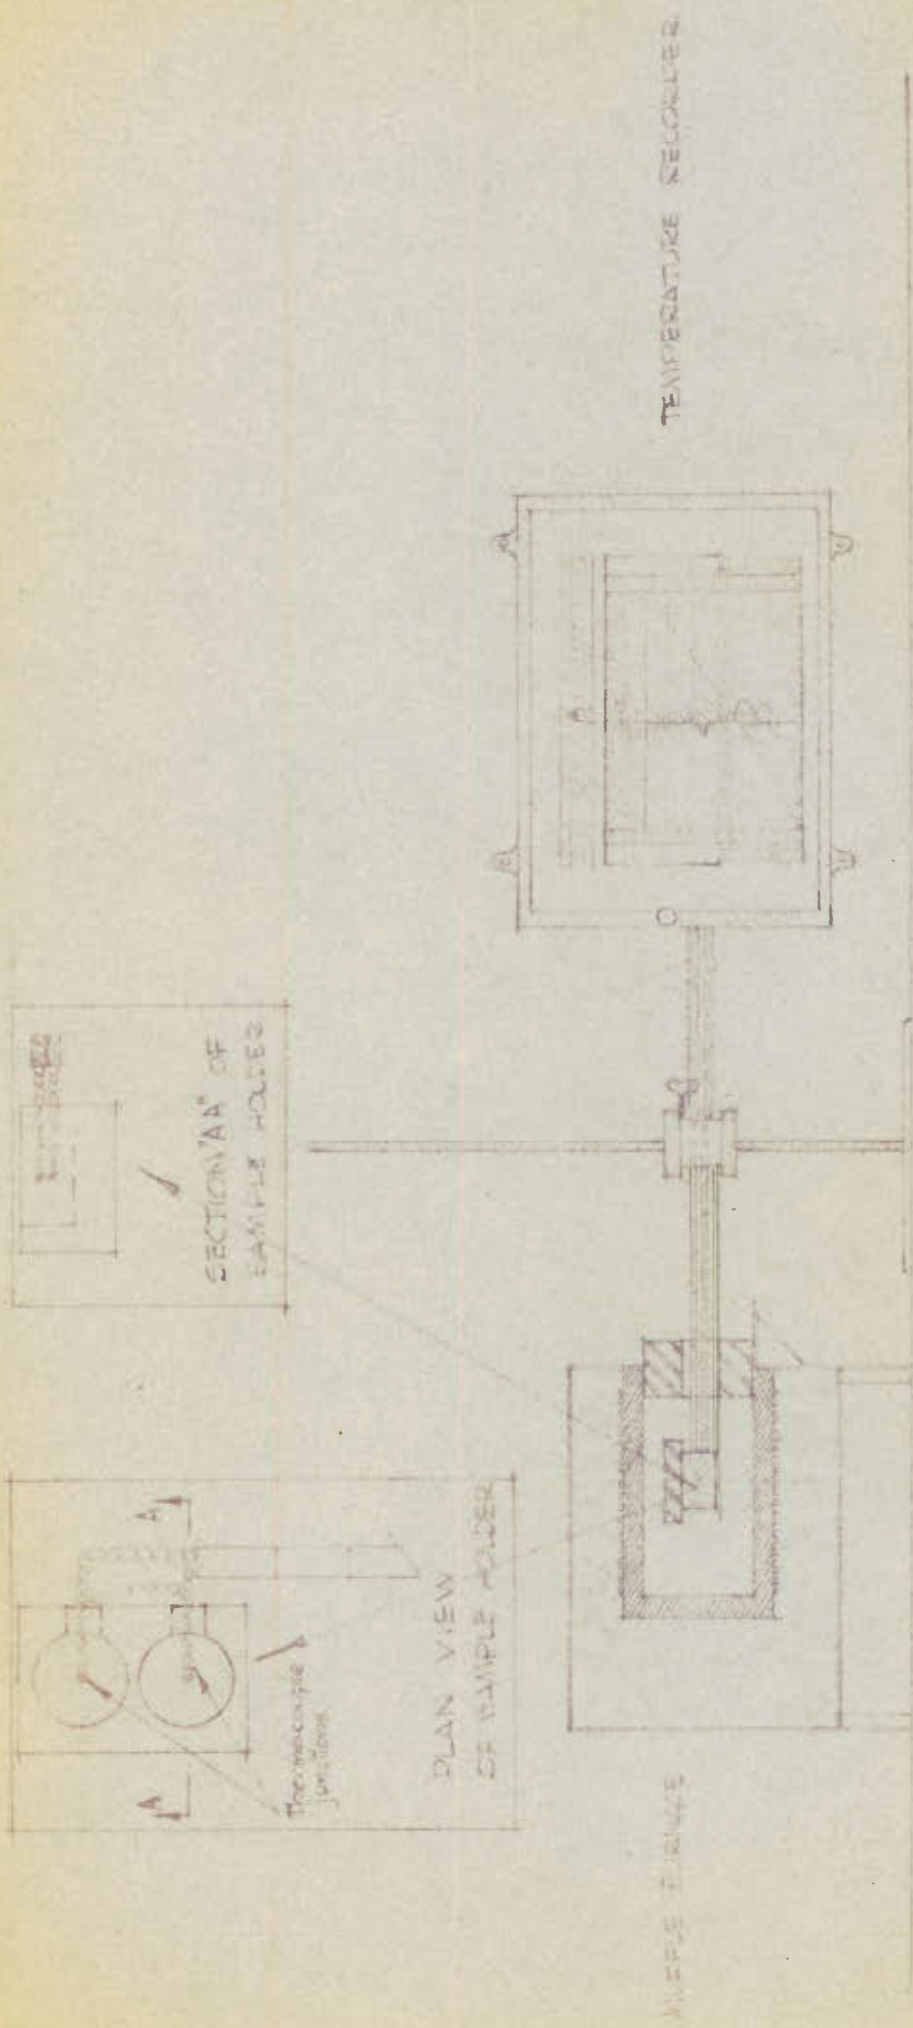 SECTION "AA" OF
SAMPLE HOLDER
A
A
Thermocouple
junctions
PLAN VIEW
OF SAMPLE HOLDER
MUFFLE FURNACE
TEMPERATURE RECORDER